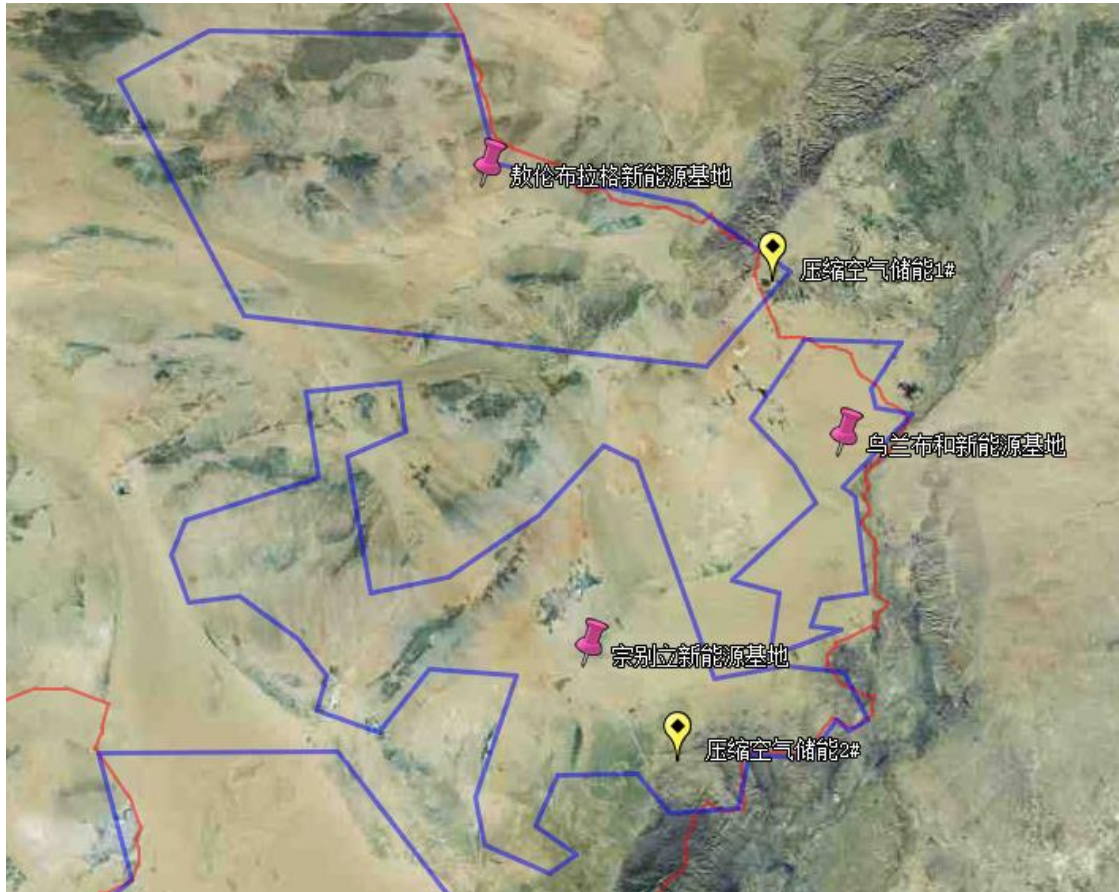 敖伦布拉格新能源基地
压缩空气储能1#
乌兰布和新能源基地
宗别立新能源基地
压缩空气储能2#